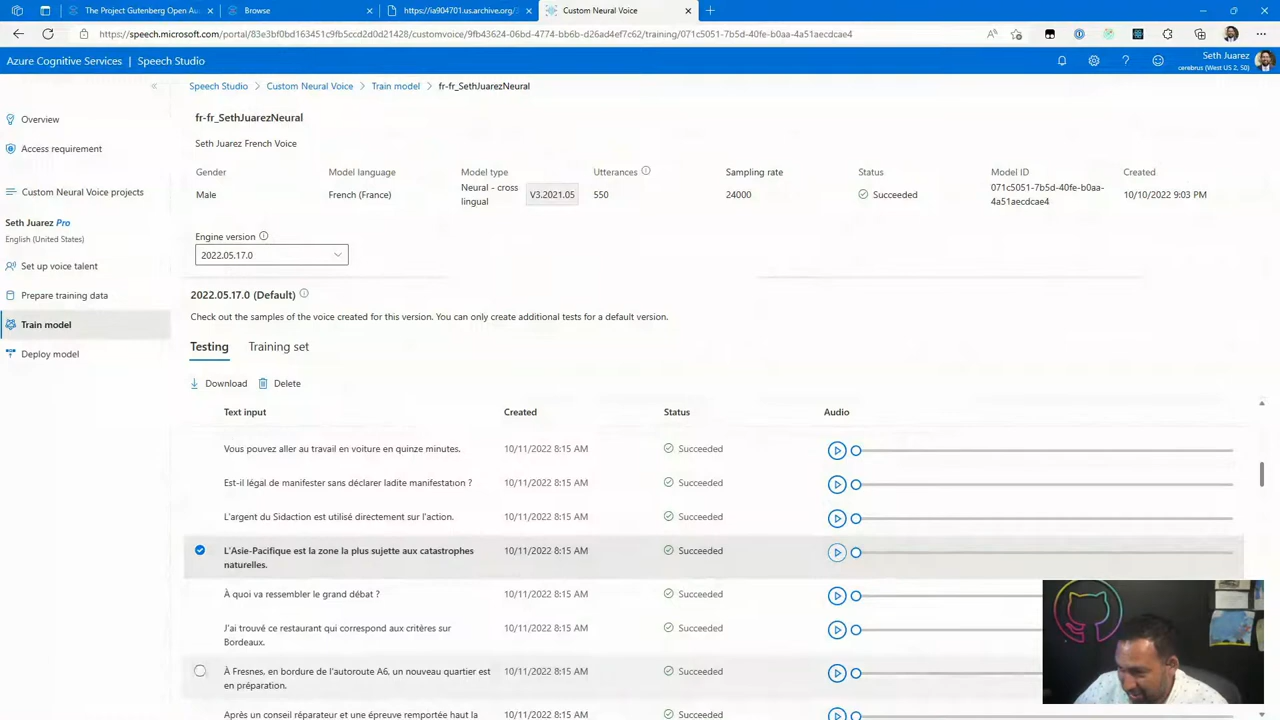 The Project Gutenberg Open Au
Browse
https://ia904701.us.archive.org/
Custom Neural Voice
https://speech.microsoft.com/portal/83e3bf0bd163451c9fb5ccd2d0d21428/customvoice/9fb43624-06bd-4774-bb6b-d26ad4ef7c62/training/071c5051-7b5d-40fe-b0aa-4a51aecdcae4
Azure Cognitive Services | Speech Studio
Seth Juarez
cerebrus (West US 2, S0)
Speech Studio > Custom Neural Voice > Train model > fr-fr_SethJuarezNeural
Overview
Access requirement
Custom Neural Voice projects
Seth Juarez Pro
English (United States)
Set up voice talent
Prepare training data
Train model
Deploy model
fr-fr_SethJuarezNeural
Seth Juarez French Voice
Gender Model language Model type Utterances Sampling rate Status Model ID Created
Male French (France) Neural - cross lingual V3.2021.05 550 24000 Succeeded 071c5051-7b5d-40fe-b0aa-4a51aecdcae4 10/10/2022 9:03 PM
Engine version
2022.05.17.0
2022.05.17.0 (Default)
Check out the samples of the voice created for this version. You can only create additional tests for a default version.
Testing Training set
Download Delete
Text input Created Status Audio
Vous pouvez aller au travail en voiture en quinze minutes. 10/11/2022 8:15 AM Succeeded
Est-il légal de manifester sans déclarer ladite manifestation ? 10/11/2022 8:15 AM Succeeded
L'argent du Sidaction est utilisé directement sur l'action. 10/11/2022 8:15 AM Succeeded
L'Asie-Pacifique est la zone la plus sujette aux catastrophes 10/11/2022 8:15 AM Succeeded
naturelles.
À quoi va ressembler le grand débat ? 10/11/2022 8:15 AM Succeeded
J'ai trouvé ce restaurant qui correspond aux critères sur 10/11/2022 8:15 AM Succeeded
Bordeaux.
À Fresnes, en bordure de l'autoroute A6, un nouveau quartier est 10/11/2022 8:15 AM Succeeded
en préparation.
Après un conseil réparateur et une épreuve remportée haut la 10/11/2022 8:15 AM Succeeded